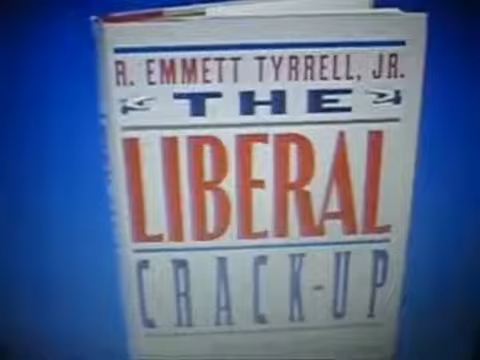 R. EMMETT TYRRELL, JR.
THE
LIBERAL
CRACK-UP